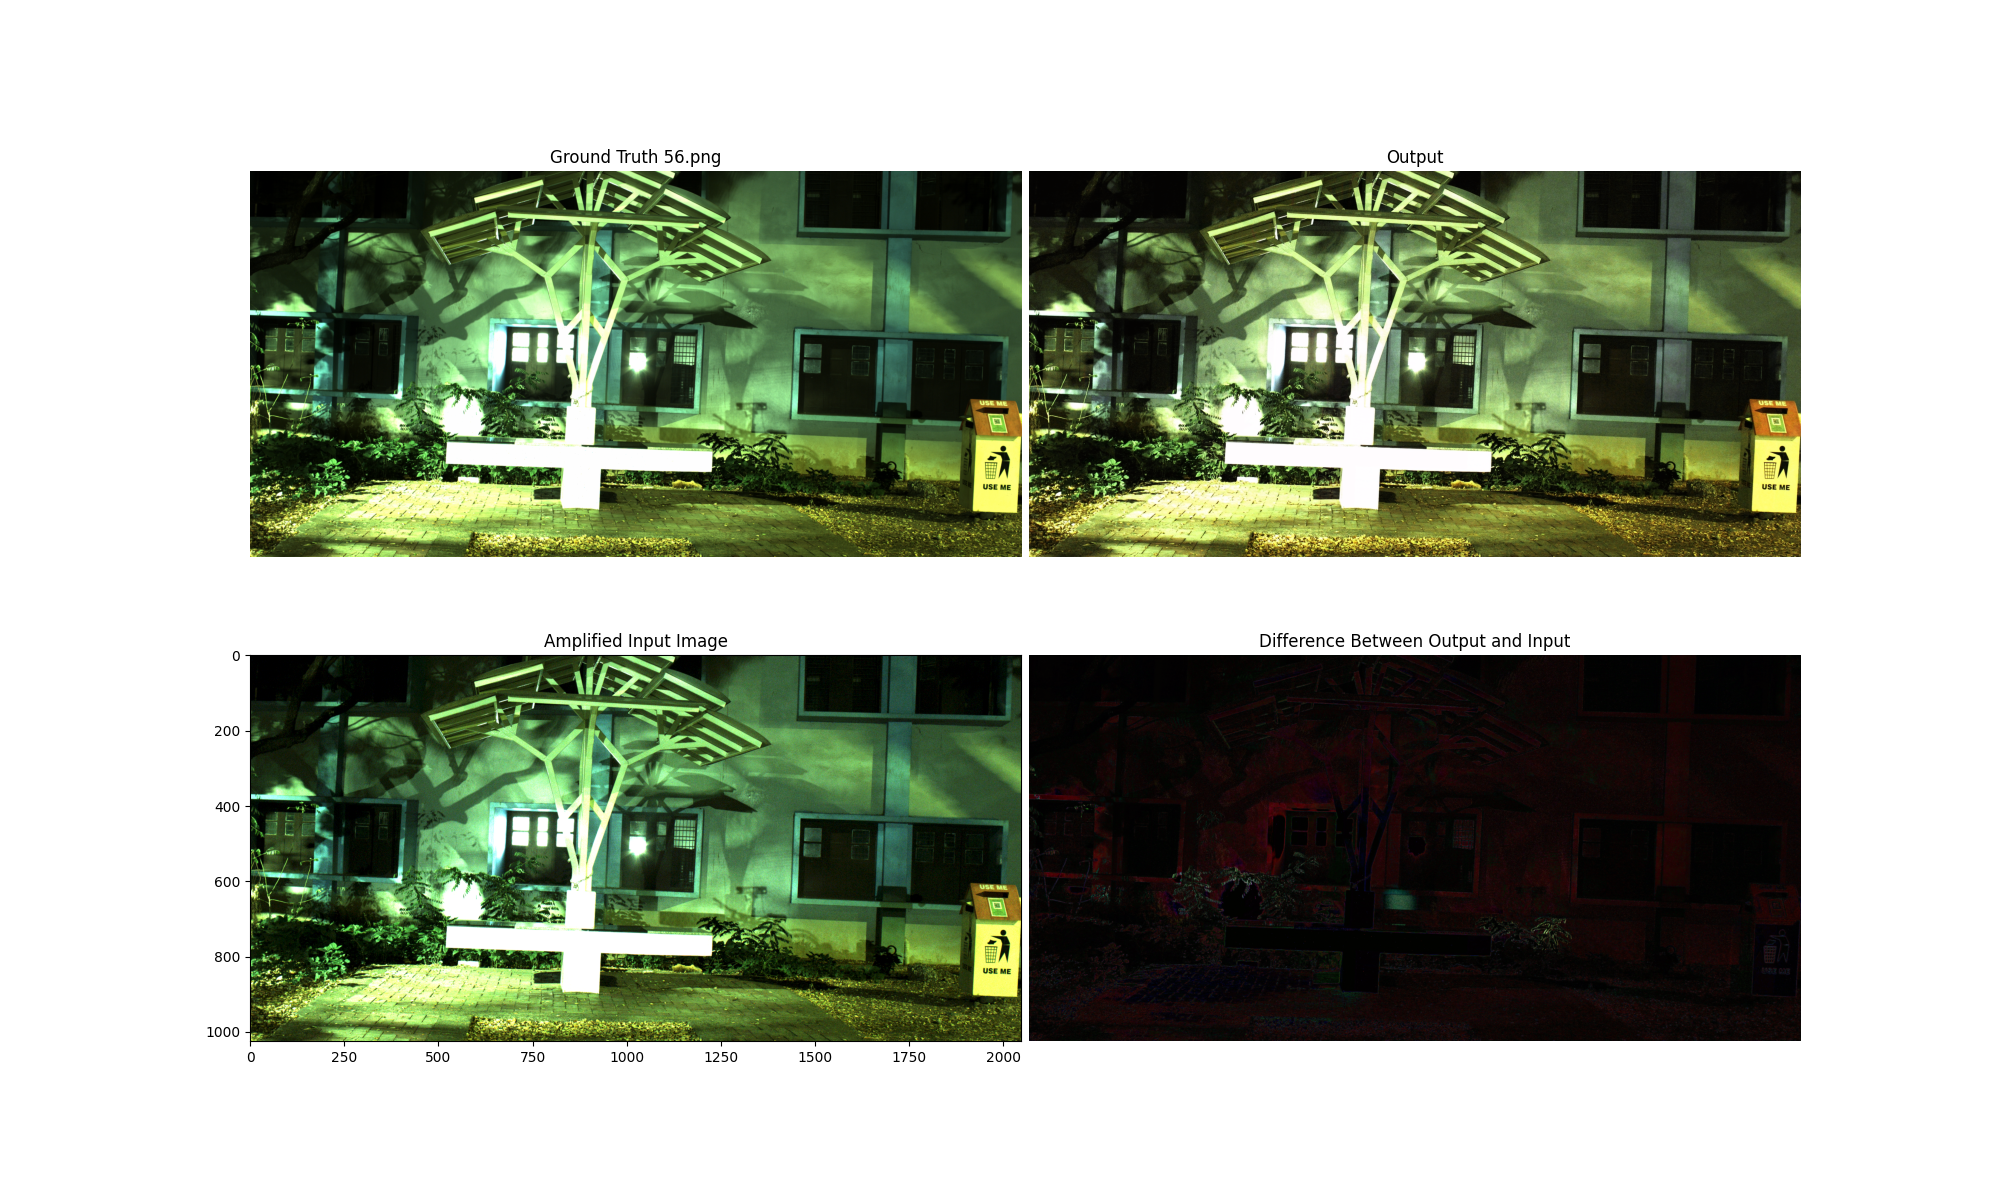 Ground Truth 56.png
Output
USE ME
USE ME
USE ME
USE ME
Amplified Input Image
Difference Between Output and Input
0
200
400
600
800
1000
USE ME
USE ME
0
250
500
750
1000
1250
1500
1750
2000